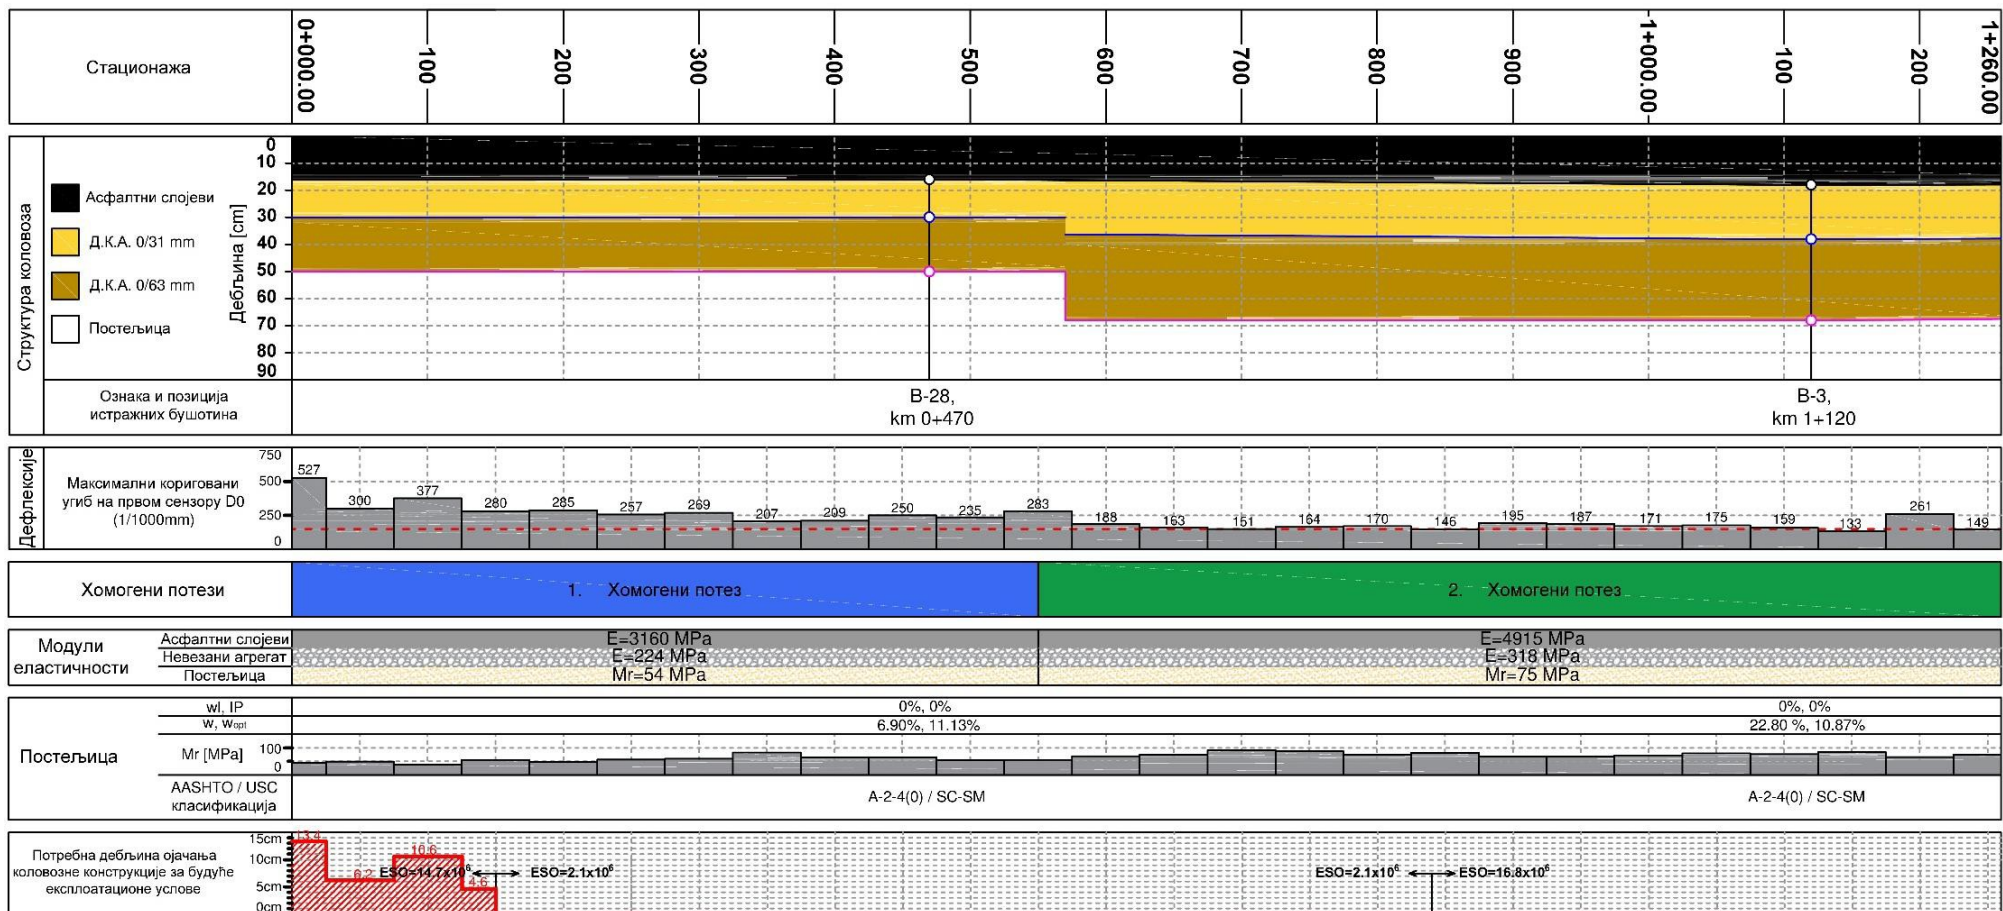 Стационажа
0+000.00
100
200
300
400
500
600
700
800
900
1+000.00
100
200
1+260.00
Структура коловоза
Асфалтни слојеви
Д.К.А. 0/31 mm
Д.К.А. 0/63 mm
Постељица
Дебљина [cm]
0
10
20
30
40
50
60
70
80
90
Ознака и позиција
истражних бушотина
B-28,
km 0+470
B-3,
km 1+120
Дефлексије
Максимални кориговани
угиб на првом сензору D0
(1/1000mm)
750
500
250
0
527
300
377
280
285
257
269
207
209
250
235
283
188
163
151
164
170
146
195
187
171
175
159
133
261
149
Хомогени потези
1. Хомогени потез
2. Хомогени потез
Модули
еластичности
Асфалтни слојеви
Невезани агрегат
Постељица
E=3160 MPa
E=224 MPa
Mr=54 MPa
E=4915 MPa
E=318 MPa
Mr=75 MPa
Постељица
wl, IP
0%, 0%
0%, 0%
w, wopt
6.90%, 11.13%
22.80 %, 10.87%
Mr [MPa]
100
0
AASHTO / USC
класификација
A-2-4(0) / SC-SM
A-2-4(0) / SC-SM
Потребна дебљина ојачања
коловозне конструкције за будуће
експлоатационе услове
15cm
10cm
5cm
0cm
13.4
6.2
10.6
4.6
ESO=14.7x10⁶
ESO=2.1x10⁶
ESO=2.1x10⁶
ESO=16.8x10⁶